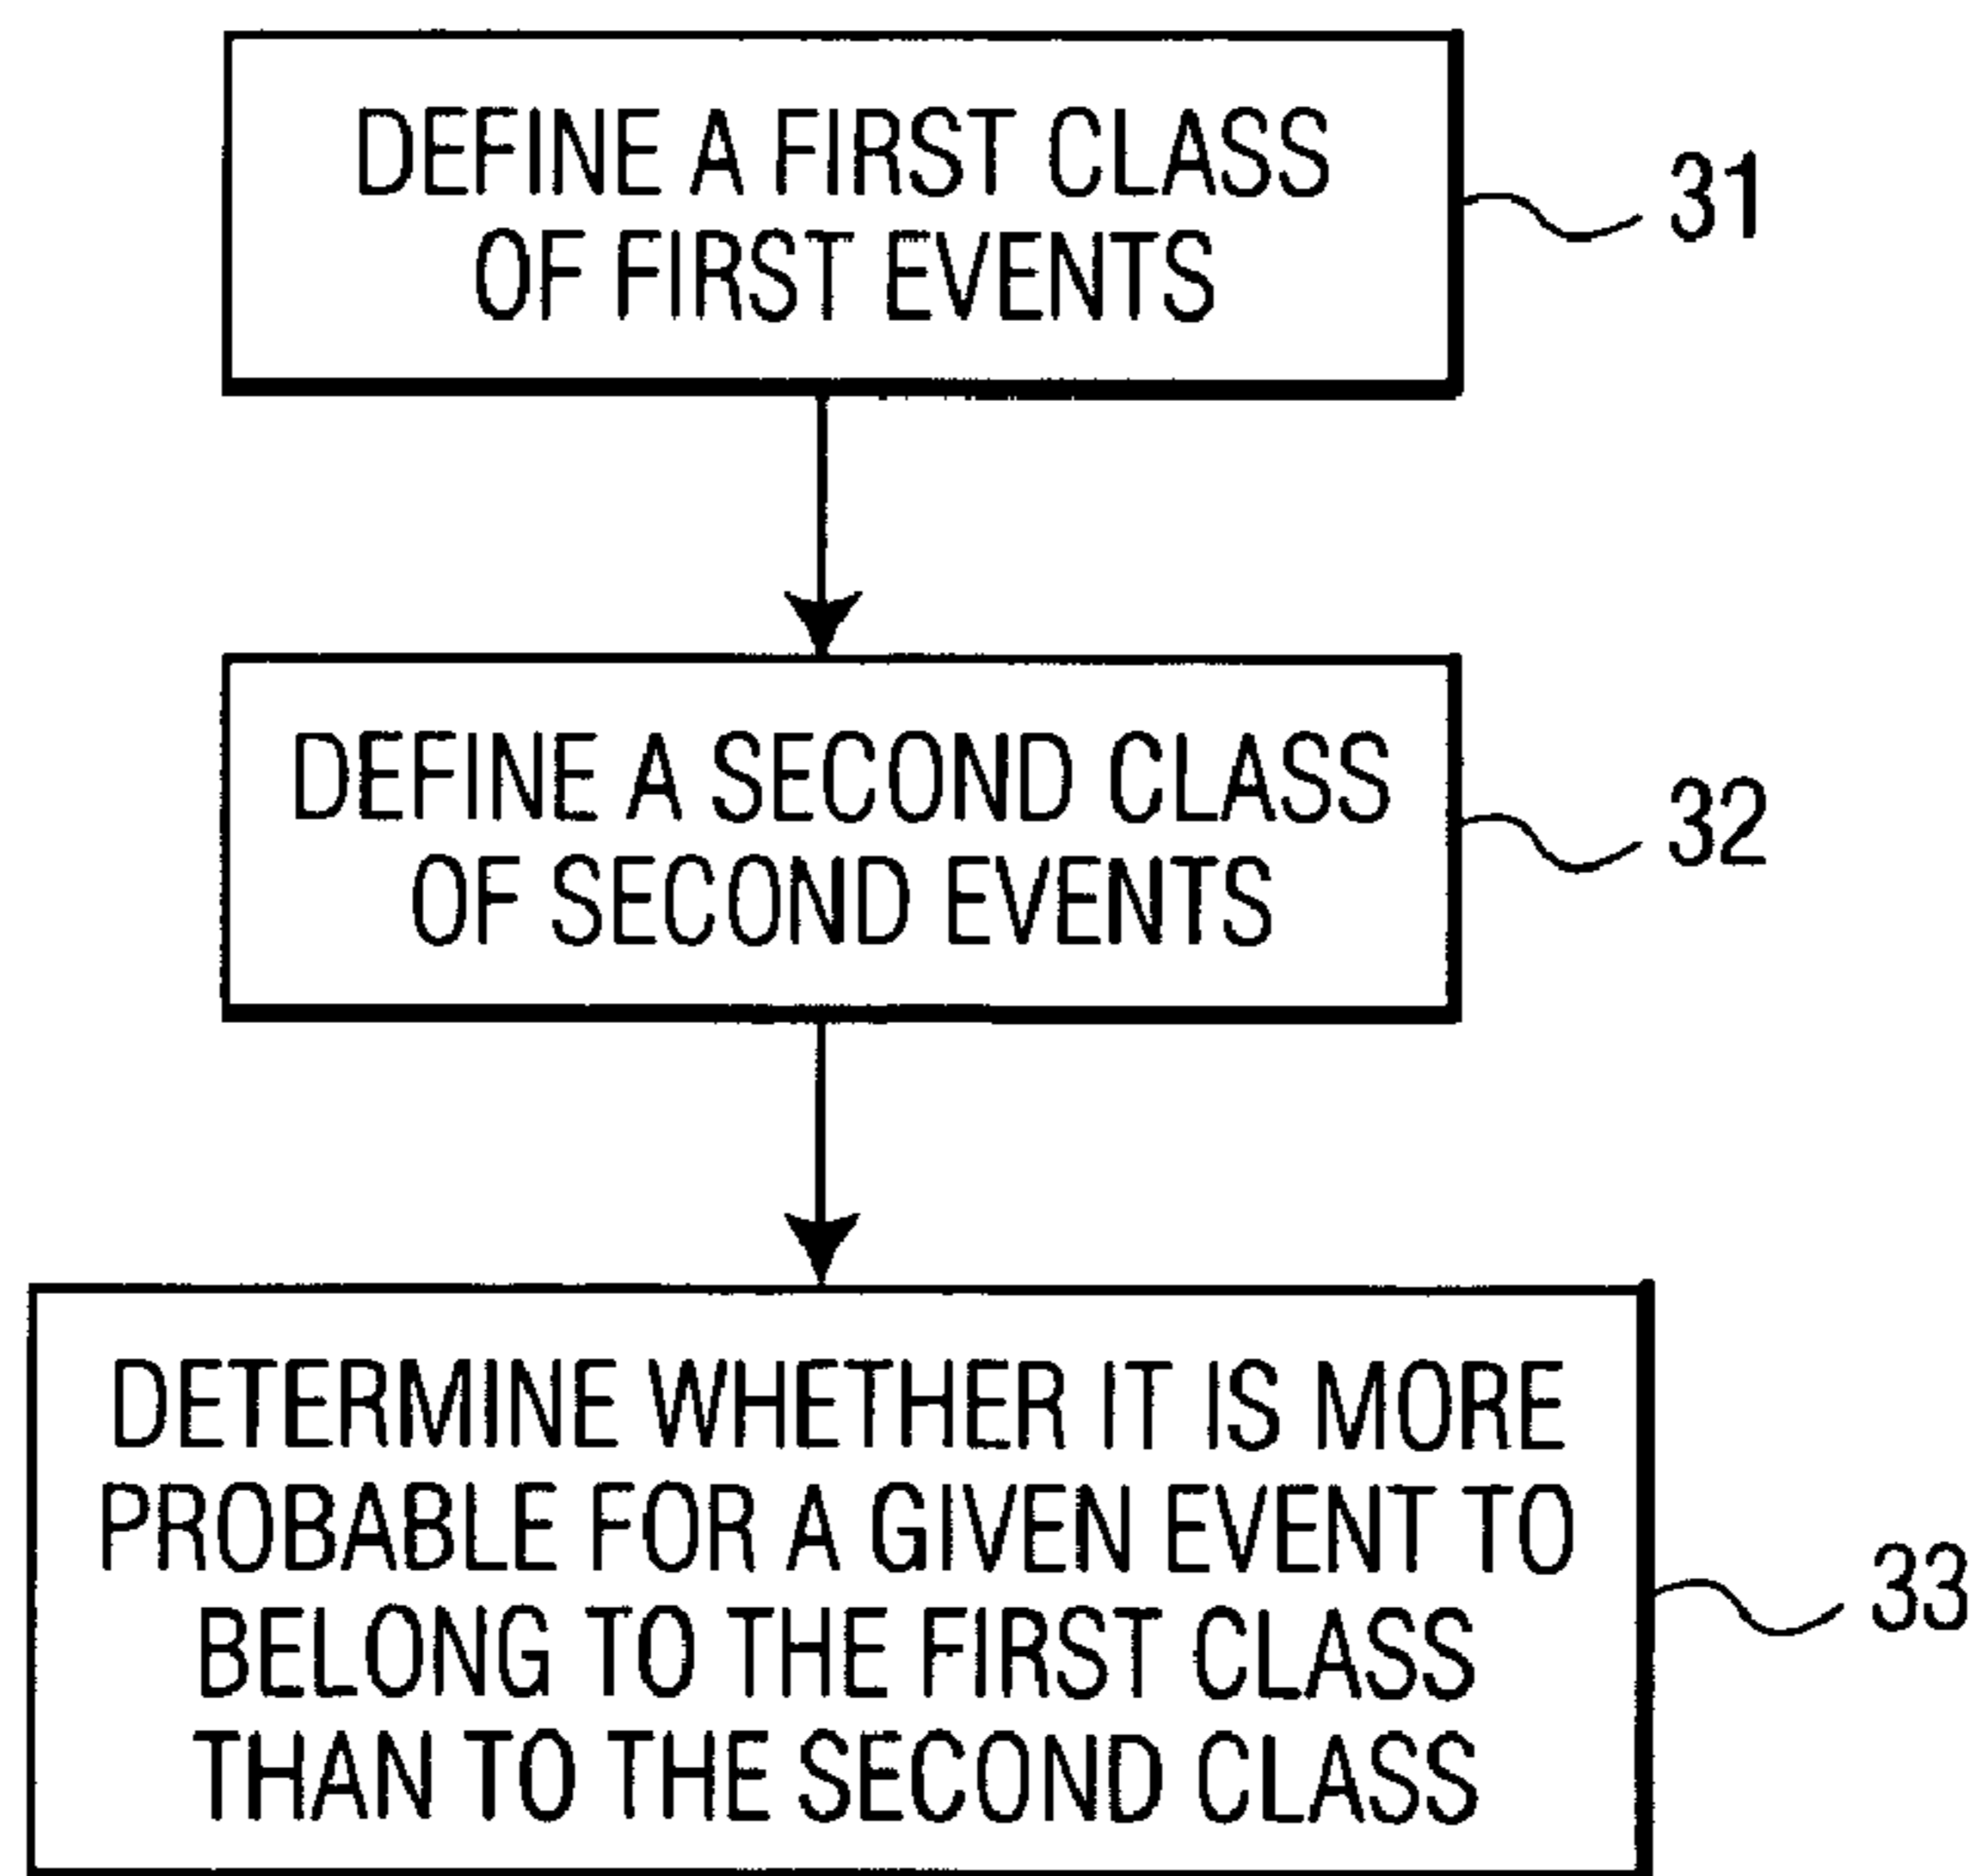 DEFINE A FIRST CLASS
OF FIRST EVENTS
31
DEFINE A SECOND CLASS
OF SECOND EVENTS
32
DETERMINE WHETHER IT IS MORE
PROBABLE FOR A GIVEN EVENT TO
BELONG TO THE FIRST CLASS
THAN TO THE SECOND CLASS
33